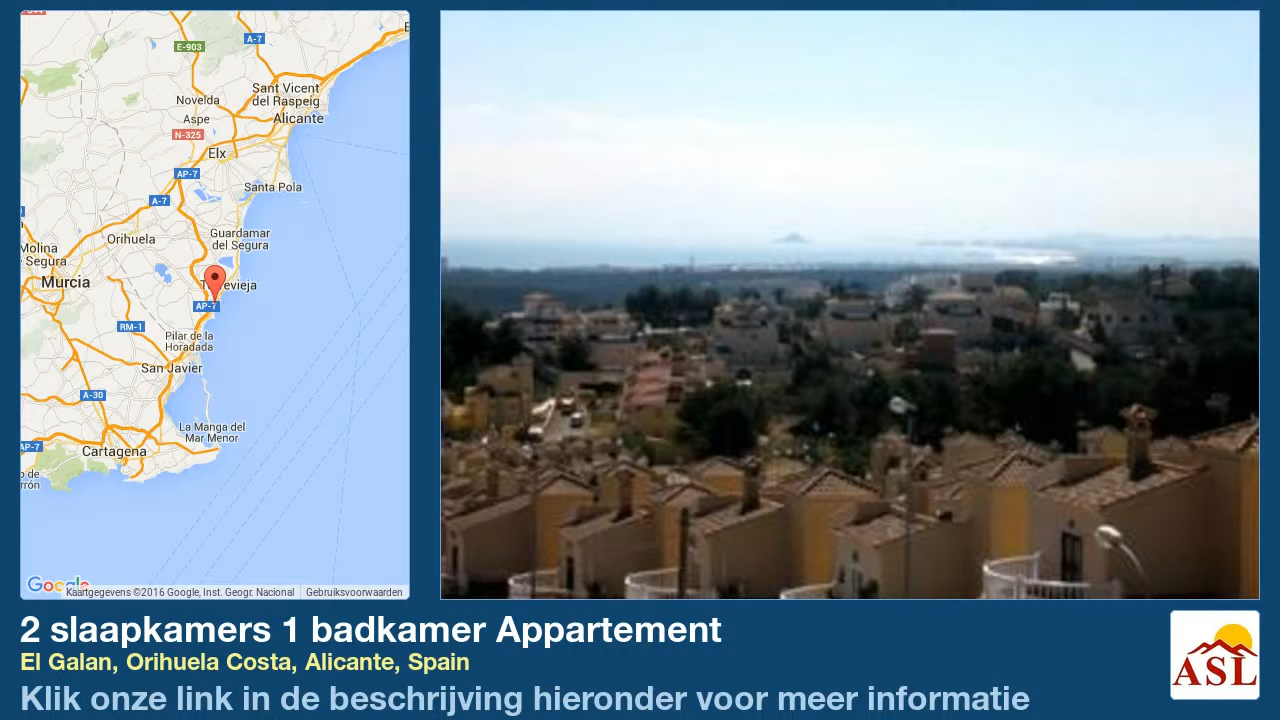 E-903
A-7
Sant Vicent
del Raspeig
Novelda
Aspe
Alicante
N-325
Elx
AP-7
Santa Pola
A-7
Orihuela
Guardamar
del Segura
Molina
Segura
Murcia
AP-7
RM-1
Pilar de la
Horadada
San Javier
A-30
La Manga del
Mar Menor
AP-7
Cartagena
Google
Kaartgegevens ©2016 Google, Inst. Geogr. Nacional
Gebruiksvoorwaarden
2 slaapkamers 1 badkamer Appartement
El Galan, Orihuela Costa, Alicante, Spain
Klik onze link in de beschrijving hieronder voor meer informatie
ASL